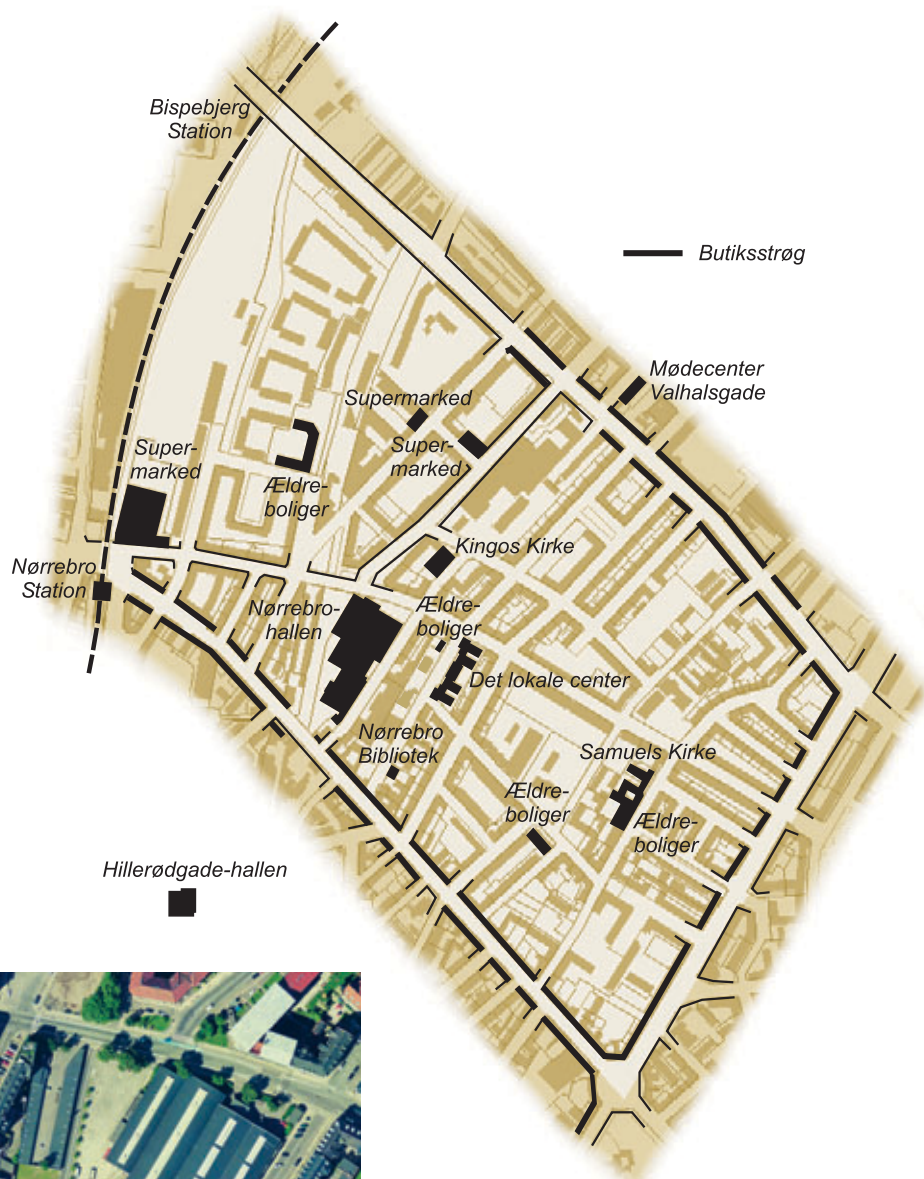 Bispebjerg
Station
Butiksstrøg
Mødecenter
Valhalsgade
Supermarked
Super-
marked
Super-
marked
Ældre-
boliger
Kingos Kirke
Nørrebro
Station
Nørrebro-
hallen
Ældre-
boliger
Det lokale center
Nørrebro
Bibliotek
Samuels Kirke
Ældre-
boliger
Ældre-
boliger
Hillerødgade-hallen